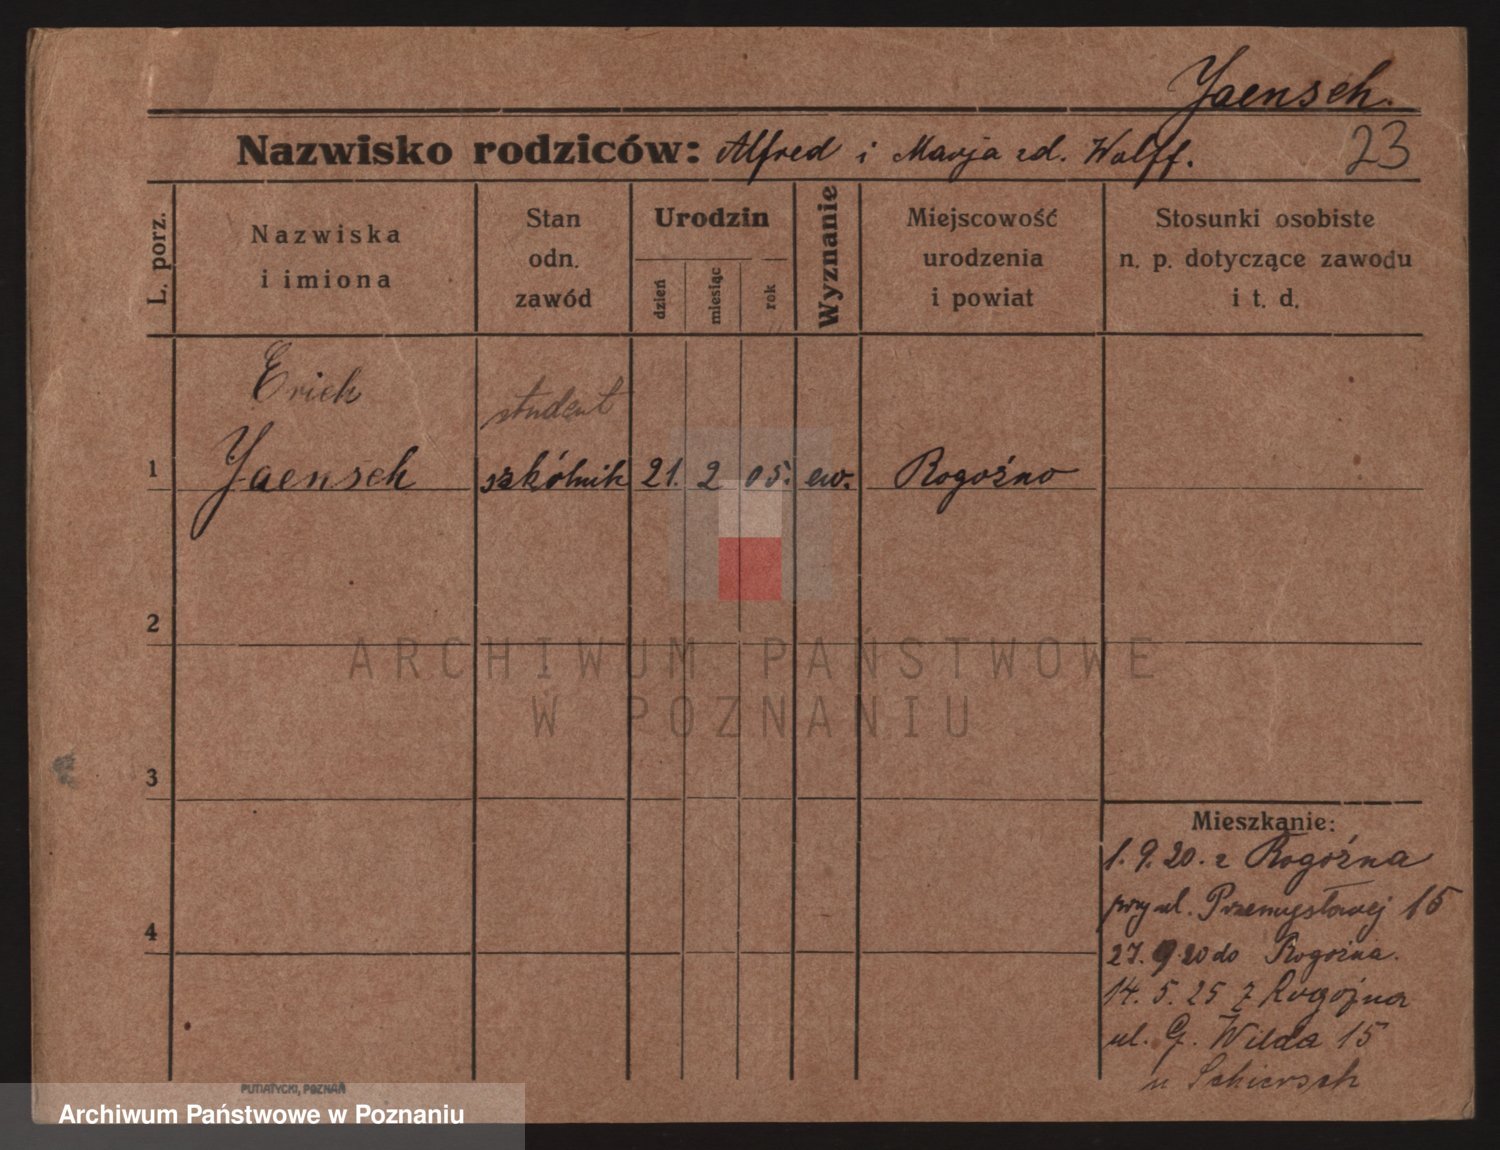 Jaensch.
Nazwisko rodziców: Alfred i Marja zd. Wolff.
23
L. porz.
Nazwiska
i imiona
Stan
odn.
zawód
Urodzin
dzień
miesiąc
rok
Wyznanie
Miejscowość
urodzenia
i powiat
Stosunki osobiste
n. p. dotyczące zawodu
i t. d.
Erich
student
1 Jaensch szkólnik 21. 2 05. ew. Rogoźno
2
3
4
Mieszkanie:
1. 9. 20. z Rogoźna
przy ul. Przemysławej 15
27. 9. 20 do Rogoźna.
14. 5. 25 z Rogoźna
ul. G. Wilda 15
u Schiersch
ARCHIWUM PAŃSTWOWE
W POZNANIU
PUTIATYCKI, POZNAŃ
Archiwum Państwowe w Poznaniu